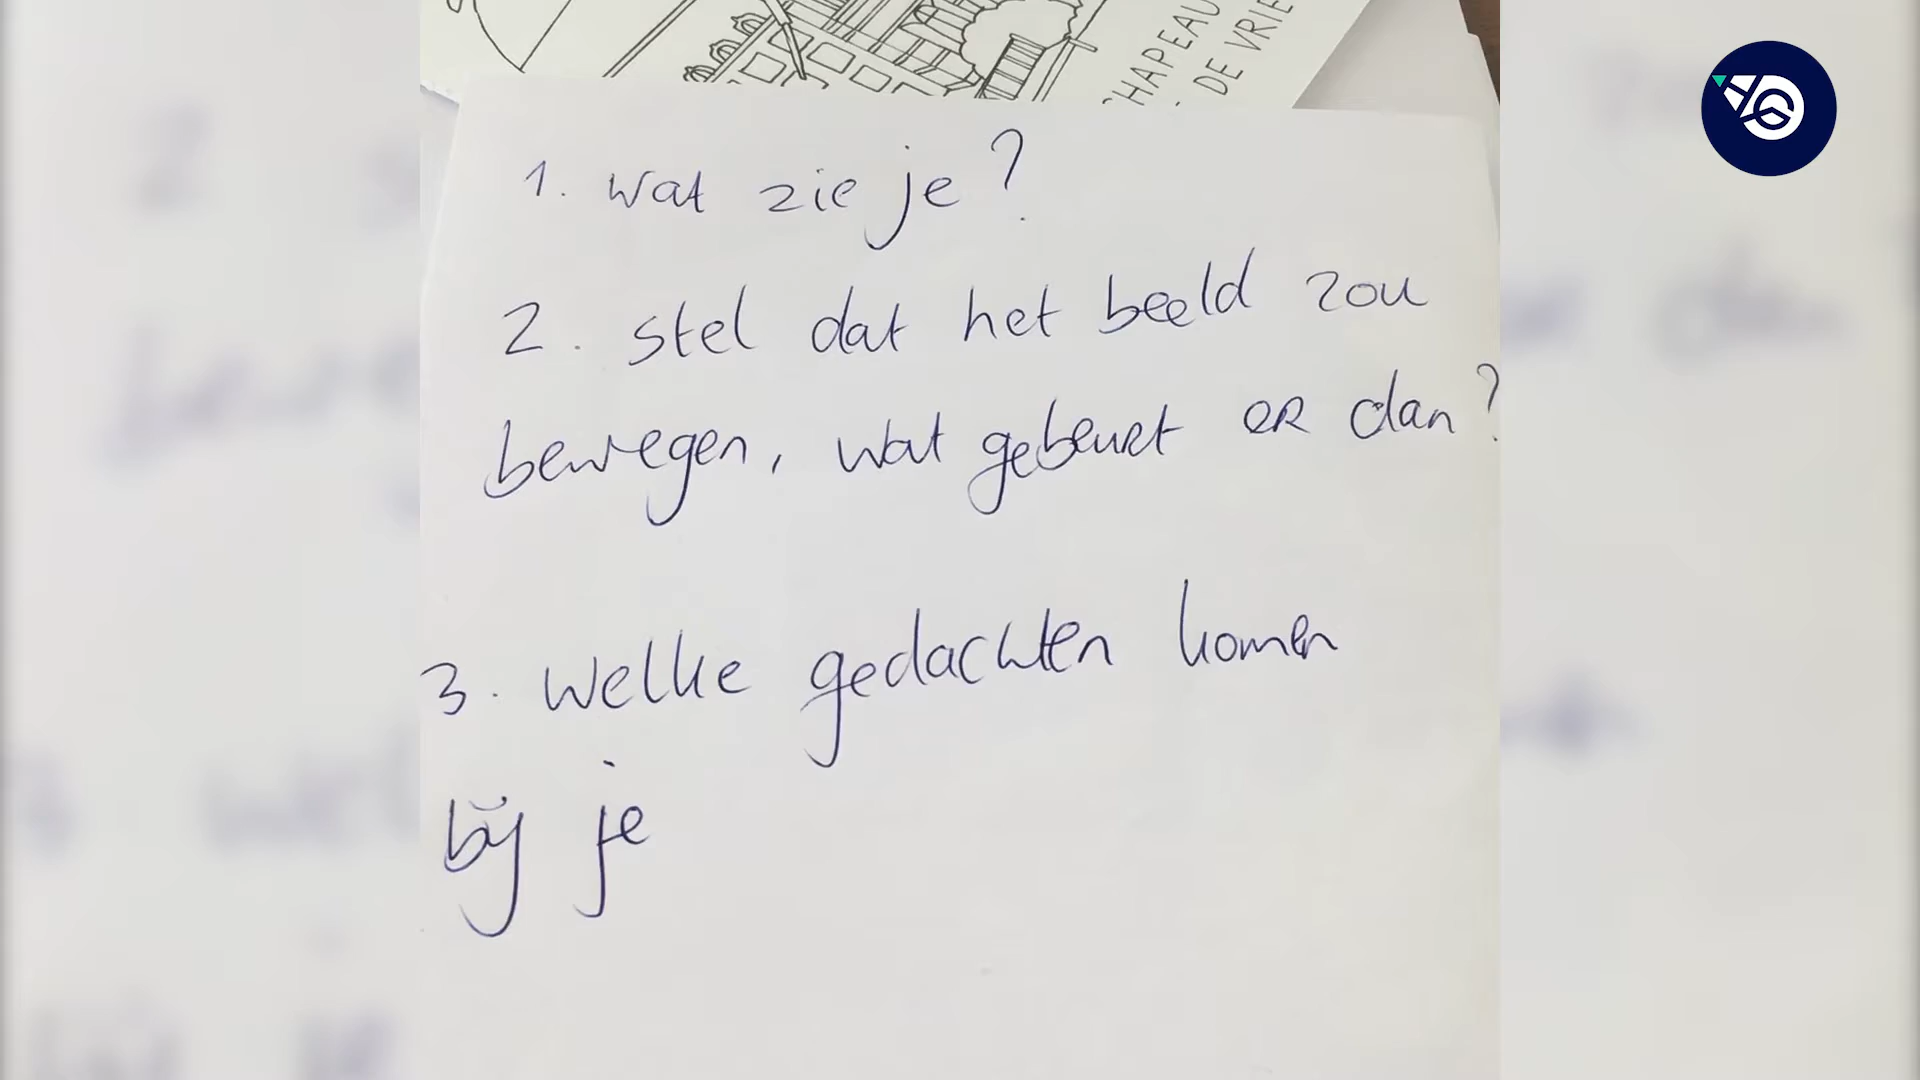 CHAPEAU
DE VRIE
1. wat zie je?
2. stel dat het beeld zou
bewegen, wat gebeurt er dan?
3. welke gedachten komen
bij je